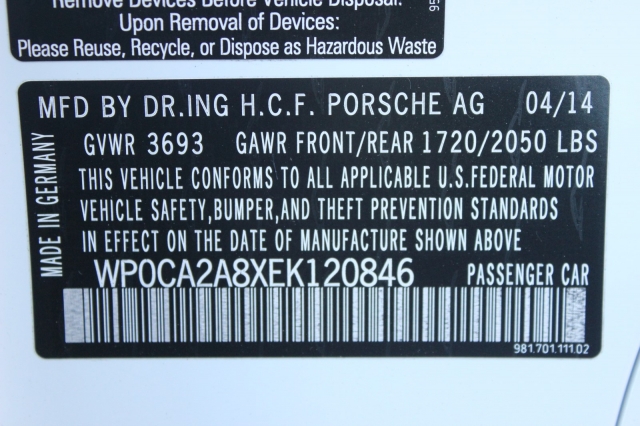 Remove Devices Before Vehicle Disposal.
Upon Removal of Devices:
Please Reuse, Recycle, or Dispose as Hazardous Waste
95
MFD BY DR.ING H.C.F. PORSCHE AG 04/14
GVWR 3693 GAWR FRONT/REAR 1720/2050 LBS
THIS VEHICLE CONFORMS TO ALL APPLICABLE U.S.FEDERAL MOTOR
VEHICLE SAFETY,BUMPER,AND THEFT PREVENTION STANDARDS
IN EFFECT ON THE DATE OF MANUFACTURE SHOWN ABOVE
WP0CA2A8XEK120846 PASSENGER CAR
981.701.111.02
MADE IN GERMANY